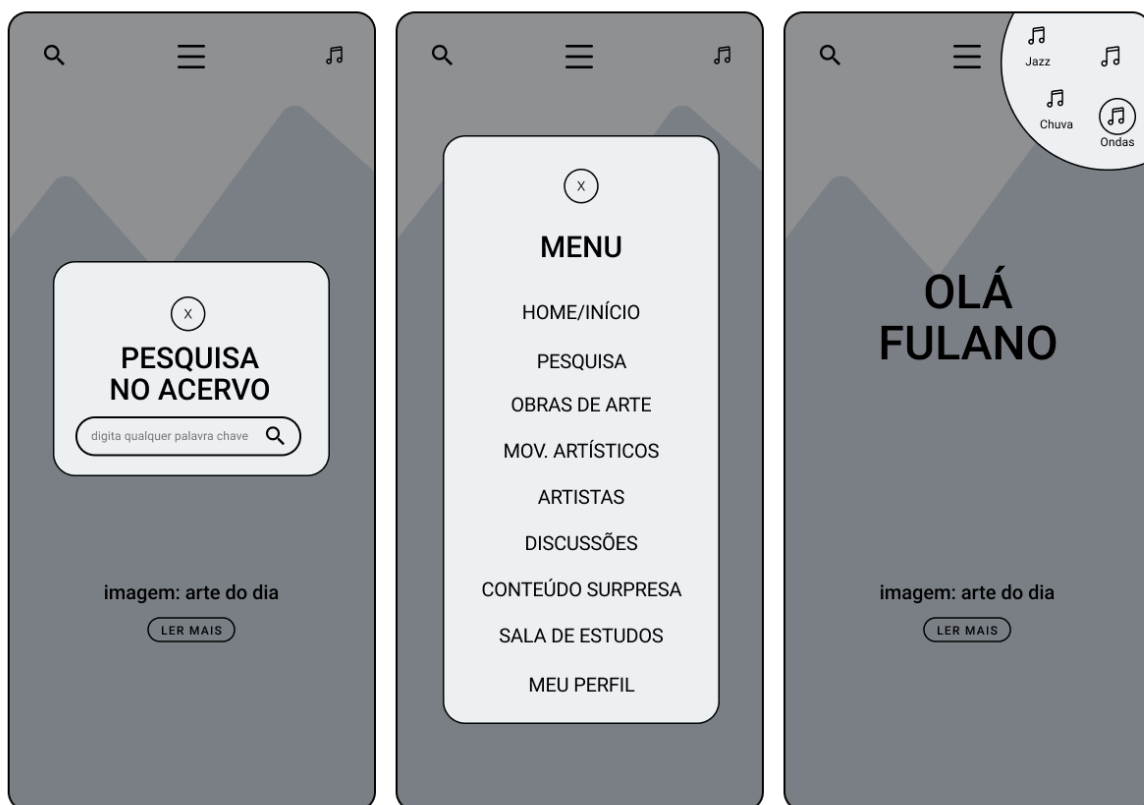 X
PESQUISA
NO ACERVO
digita qualquer palavra chave
imagem: arte do dia
LER MAIS
X
MENU
HOME/INÍCIO
PESQUISA
OBRAS DE ARTE
MOV. ARTÍSTICOS
ARTISTAS
DISCUSSÕES
CONTEÚDO SURPRESA
SALA DE ESTUDOS
MEU PERFIL
Jazz
Chuva
Ondas
OLÁ
FULANO
imagem: arte do dia
LER MAIS